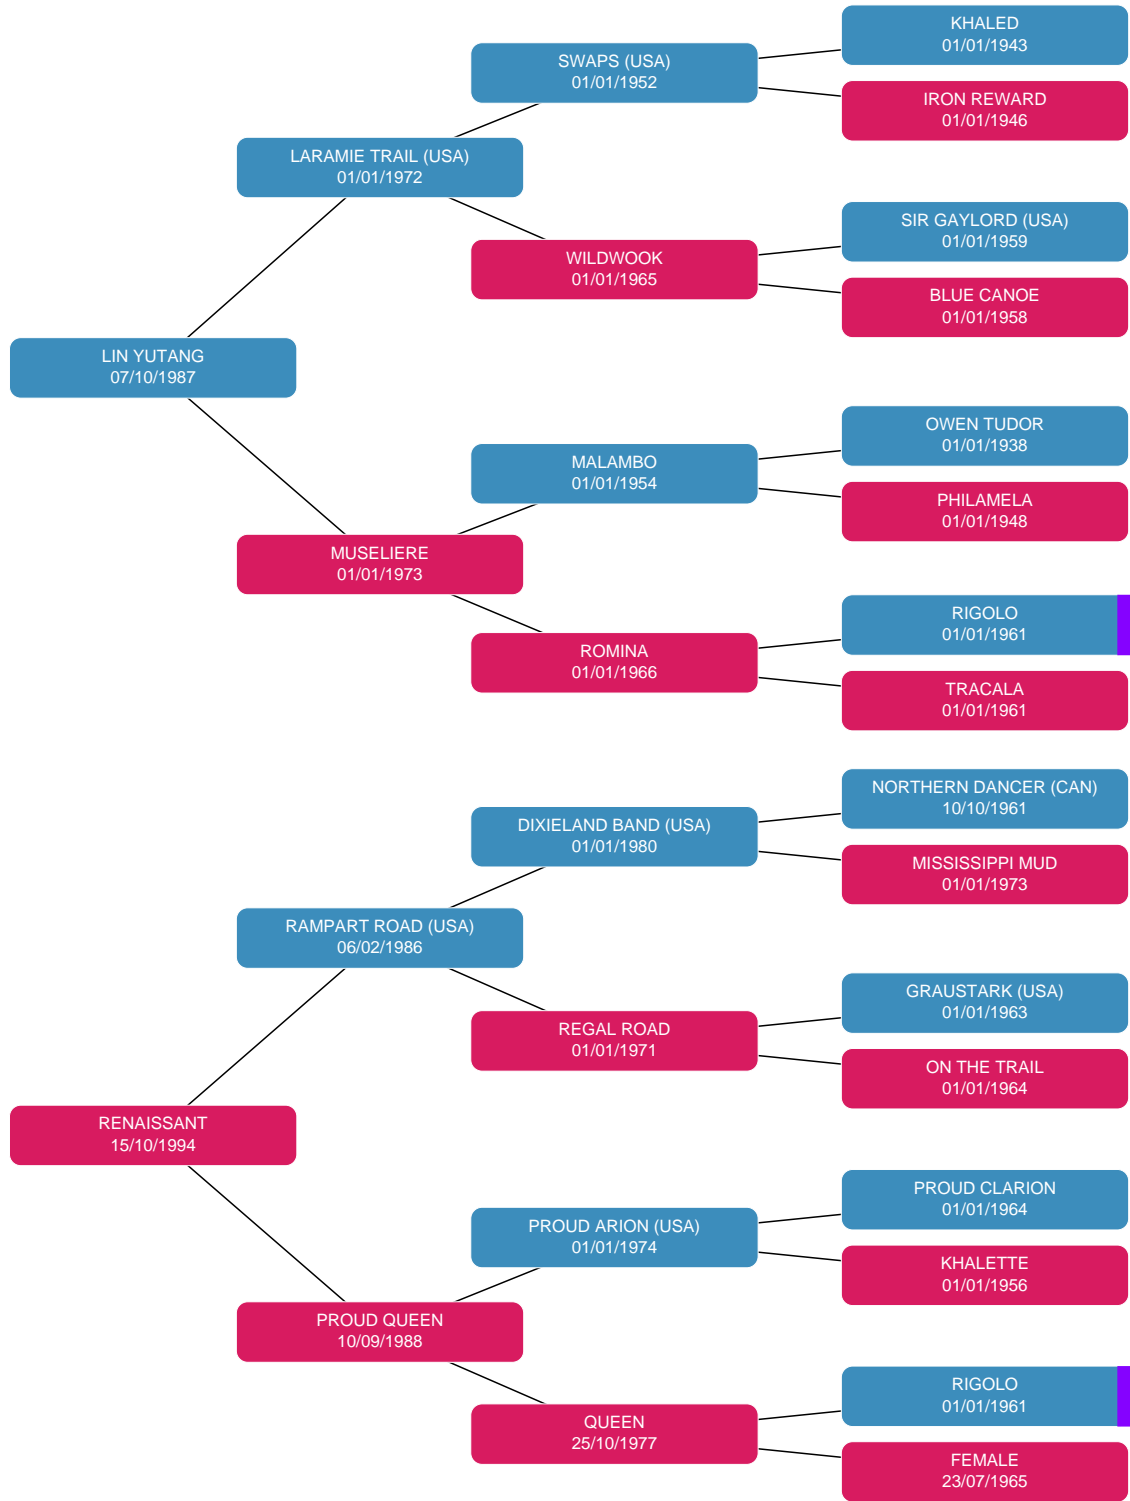 KHALED
01/01/1943
SWAPS (USA)
01/01/1952
IRON REWARD
01/01/1946
LARAMIE TRAIL (USA)
01/01/1972
SIR GAYLORD (USA)
01/01/1959
WILDWOOK
01/01/1965
BLUE CANOE
01/01/1958
LIN YUTANG
07/10/1987
OWEN TUDOR
01/01/1938
MALAMBO
01/01/1954
PHILAMELA
01/01/1948
MUSELIERE
01/01/1973
RIGOLO
01/01/1961
ROMINA
01/01/1966
TRACALA
01/01/1961
NORTHERN DANCER (CAN)
10/10/1961
DIXIELAND BAND (USA)
01/01/1980
MISSISSIPPI MUD
01/01/1973
RAMPART ROAD (USA)
06/02/1986
GRAUSTARK (USA)
01/01/1963
REGAL ROAD
01/01/1971
ON THE TRAIL
01/01/1964
RENAISSANT
15/10/1994
PROUD CLARION
01/01/1964
PROUD ARION (USA)
01/01/1974
KHALETTE
01/01/1956
PROUD QUEEN
10/09/1988
RIGOLO
01/01/1961
QUEEN
25/10/1977
FEMALE
23/07/1965